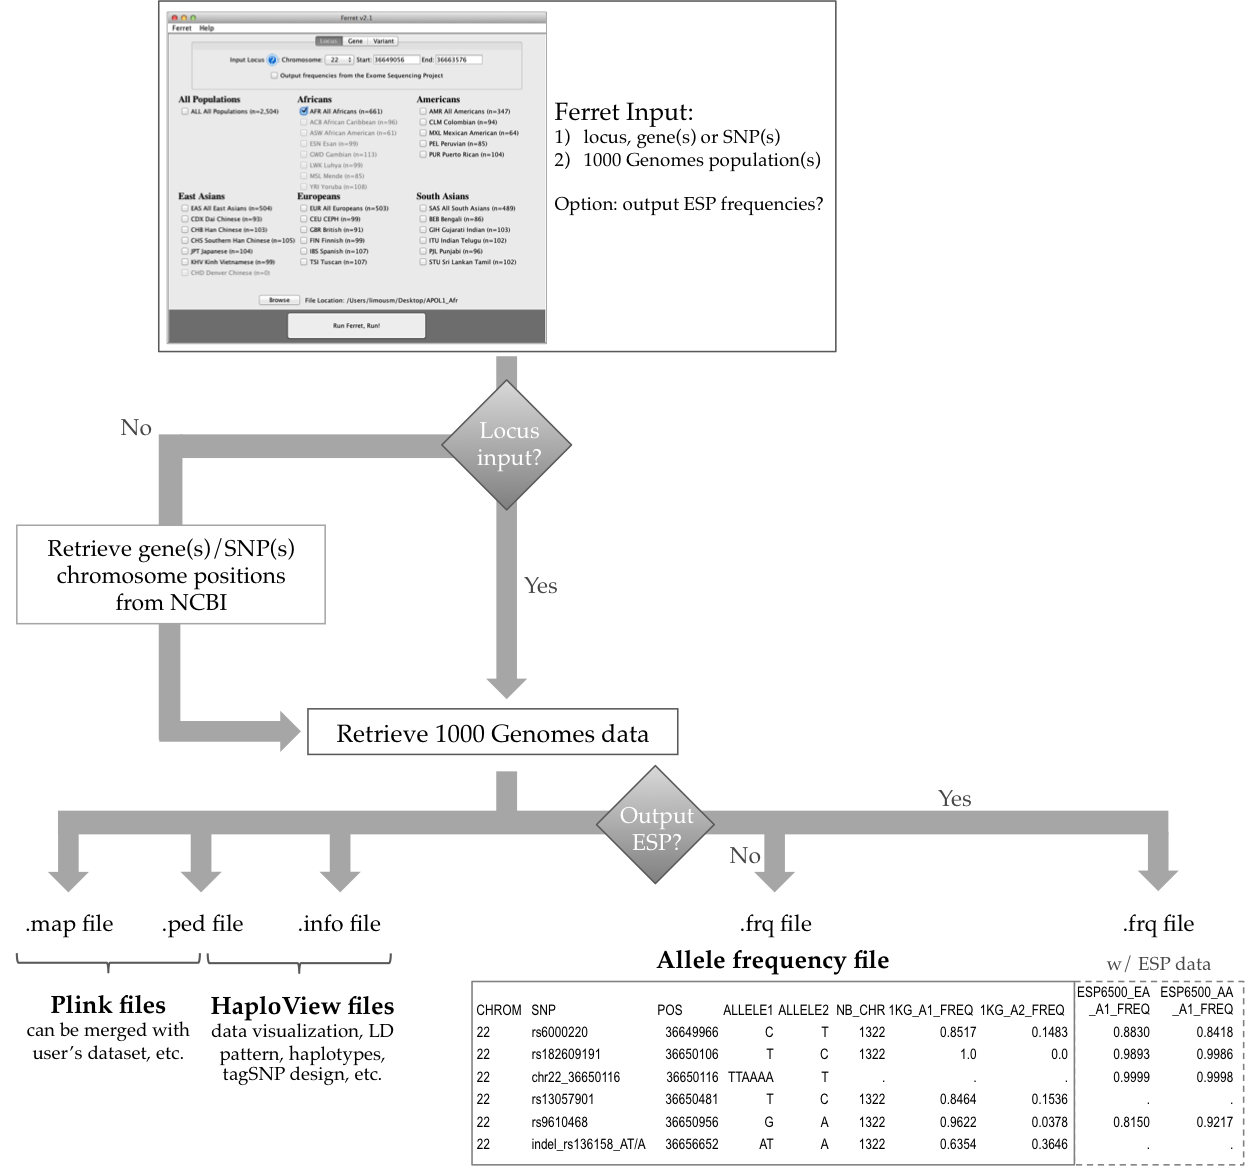 Ferret v2.1
Ferret Help
Locus Gene Variant
Input Locus ? : Chromosome: 22 Start: 36649056 End: 36663576
Output frequencies from the Exome Sequencing Project
All Populations
ALL All Populations (n=2,504)
Africans
AFR All Africans (n=661)
ACB African Caribbean (n=96)
ASW African American (n=61)
ESN Esan (n=99)
GWD Gambian (n=113)
LWK Luhya (n=99)
MSL Mende (n=85)
YRI Yoruba (n=108)
Americans
AMR All Americans (n=347)
CLM Colombian (n=94)
MXL Mexican American (n=64)
PEL Peruvian (n=85)
PUR Puerto Rican (n=104)
East Asians
EAS All East Asians (n=504)
CDX Dai Chinese (n=93)
CHB Han Chinese (n=103)
CHS Southern Han Chinese (n=105)
JPT Japanese (n=104)
KHV Kinh Vietnamese (n=99)
CHD Denver Chinese (n=0)
Europeans
EUR All Europeans (n=503)
CEU CEPH (n=99)
GBR British (n=91)
FIN Finnish (n=99)
IBS Spanish (n=107)
TSI Tuscan (n=107)
South Asians
SAS All South Asians (n=489)
BEB Bengali (n=86)
GIH Gujarati Indian (n=103)
ITU Indian Telugu (n=102)
PJL Punjabi (n=96)
STU Sri Lankan Tamil (n=102)
Browse File Location: /Users/limousm/Desktop/APOL1_Afr
Run Ferret, Run!
Ferret Input:
1) locus, gene(s) or SNP(s)
2) 1000 Genomes population(s)
Option: output ESP frequencies?
Locus
input?
No
Retrieve gene(s)/SNP(s)
chromosome positions
from NCBI
Yes
Retrieve 1000 Genomes data
Output
ESP?
Yes
No
.map file .ped file .info file .frq file .frq file
Plink files
can be merged with
user's dataset, etc.
HaploView files
data visualization, LD
pattern, haplotypes,
tagSNP design, etc.
Allele frequency file
w/ ESP data
ESP6500_EA ESP6500_AA
CHROM SNP POS ALLELE1 ALLELE2 NB_CHR 1KG_A1_FREQ 1KG_A2_FREQ _A1_FREQ _A1_FREQ
22 rs6000220 36649966 C T 1322 0.8517 0.1483 0.8830 0.8418
22 rs182609191 36650106 T C 1322 1.0 0.0 0.9893 0.9986
22 chr22_36650116 36650116 TTAAAA T . . . 0.9999 0.9998
22 rs13057901 36650481 T C 1322 0.8464 0.1536 . .
22 rs9610468 36650956 G A 1322 0.9622 0.0378 0.8150 0.9217
22 indel_rs136158_AT/A 36656652 AT A 1322 0.6354 0.3646 . .